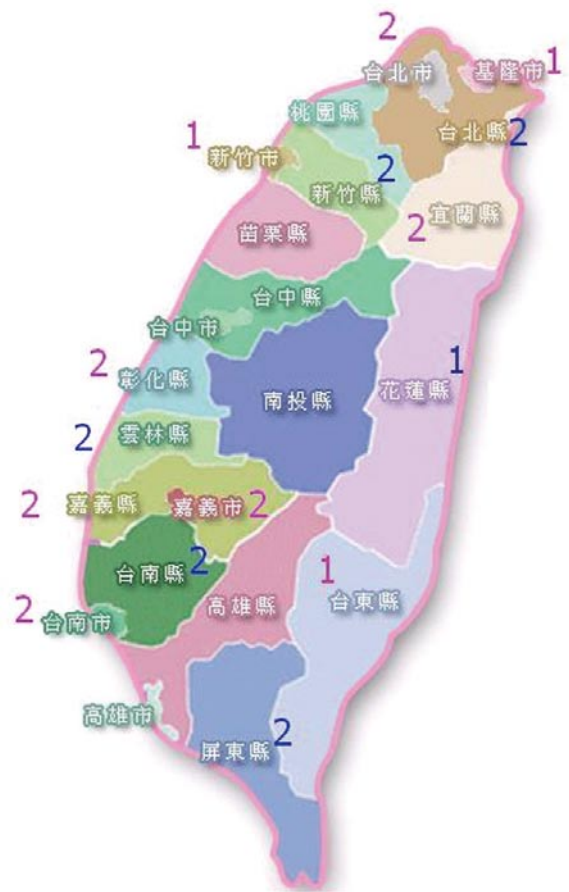 2
台北市
基隆市 1
桃園縣
台北縣 2
1
新竹市
2
新竹縣
宜蘭縣
2
苗栗縣
台中縣
台中市
2 彰化縣
1
花蓮縣
南投縣
2 雲林縣
2 嘉義縣 嘉義市 2
台南縣 2
1
台東縣
高雄縣
2 台南市
高雄市
屏東縣 2